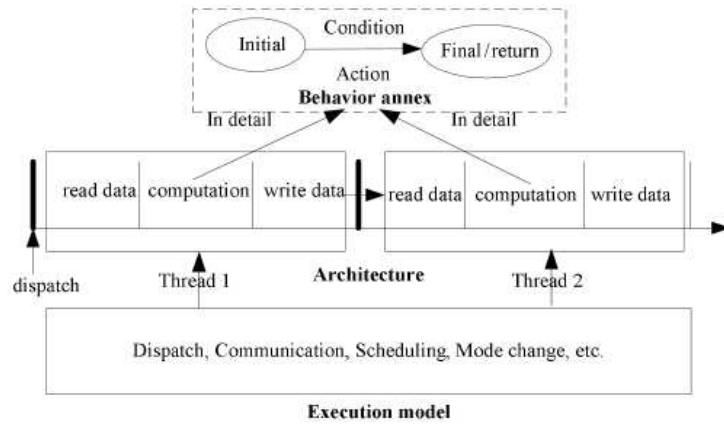 Condition
Initial
Final/return
Action
Behavior annex
In detail
In detail
read data
computation
write data
read data
computation
write data
dispatch
Thread 1
Architecture
Thread 2
Dispatch, Communication, Scheduling, Mode change, etc.
Execution model